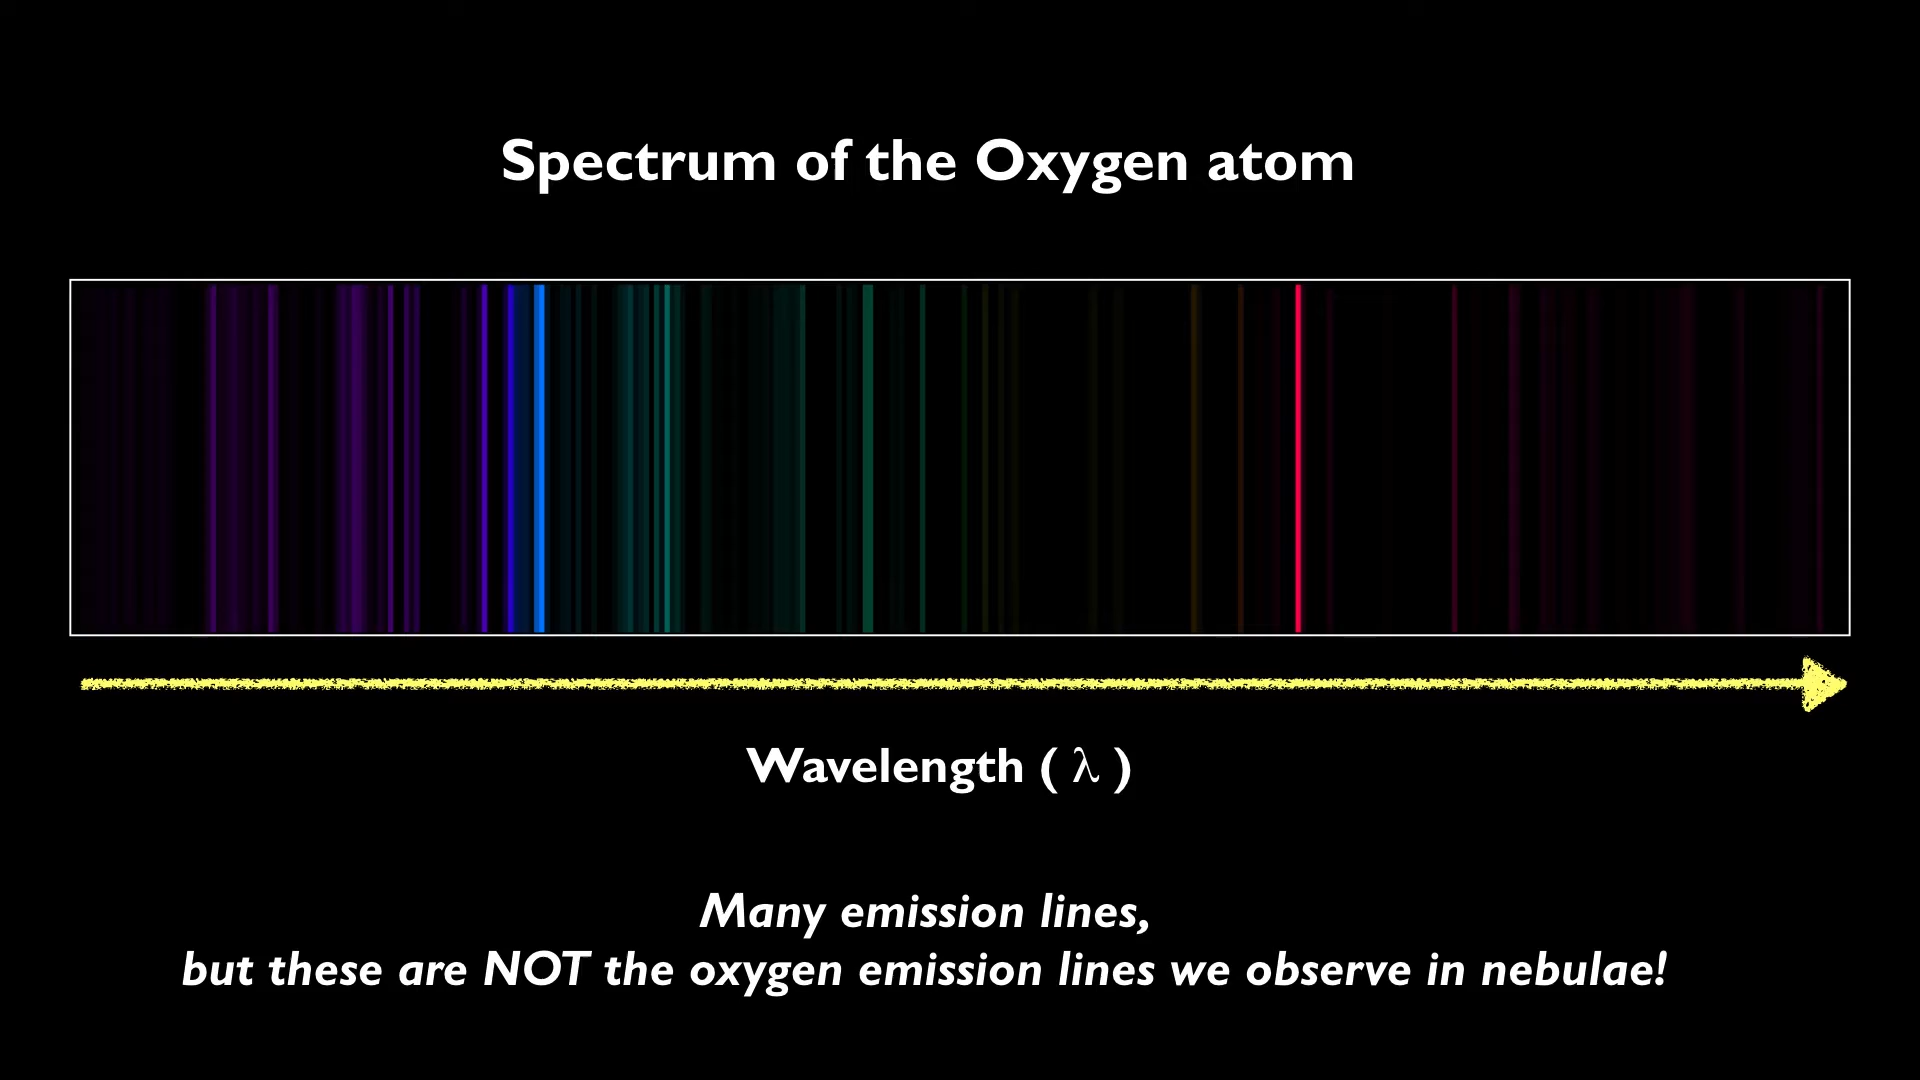 Spectrum of the Oxygen atom
Wavelength ( λ )
Many emission lines,
but these are NOT the oxygen emission lines we observe in nebulae!